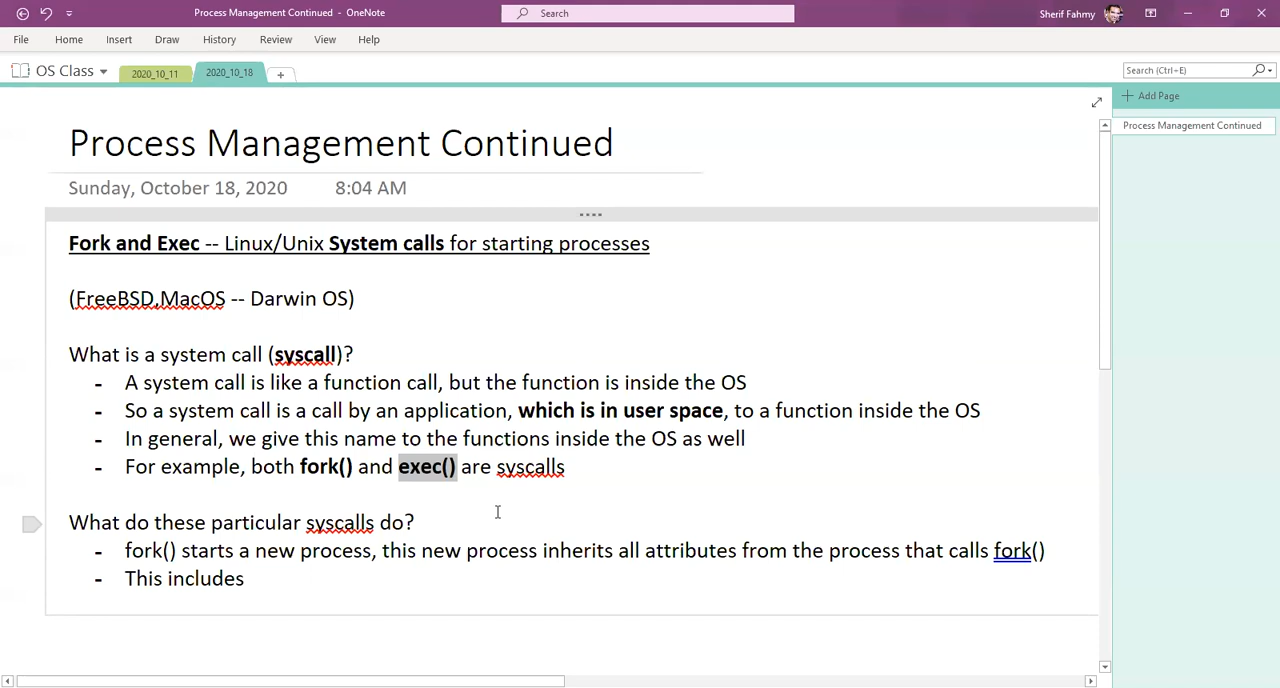 Process Management Continued - OneNote
Search
Sherif Fahmy
File Home Insert Draw History Review View Help
OS Class 2020_10_11 2020_10_18 +
Search (Ctrl+E)
Add Page
Process Management Continued
Process Management Continued
Sunday, October 18, 2020 8:04 AM
Fork and Exec -- Linux/Unix System calls for starting processes
(FreeBSD,MacOS -- Darwin OS)
What is a system call (syscall)?
- A system call is like a function call, but the function is inside the OS
- So a system call is a call by an application, which is in user space, to a function inside the OS
- In general, we give this name to the functions inside the OS as well
- For example, both fork() and exec() are syscalls
What do these particular syscalls do?
- fork() starts a new process, this new process inherits all attributes from the process that calls fork()
- This includes